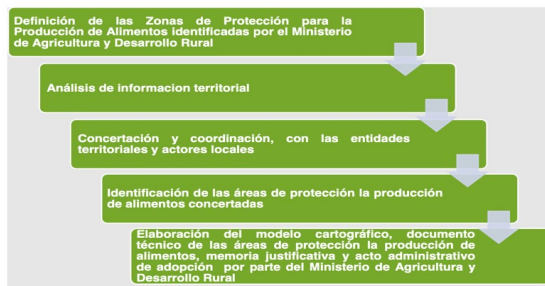 Definición de las Zonas de Protección para la
Producción de Alimentos identificadas por el Ministerio
de Agricultura y Desarrollo Rural
Análisis de informacion territorial
Concertación y coordinación, con las entidades
territoriales y actores locales
Identificación de las áreas de protección la producción
de alimentos concertadas
Elaboración del modelo cartográfico, documento
técnico de las áreas de protección la producción de
alimentos, memoria justificativa y acto administrativo
de adopción por parte del Ministerio de Agricultura y
Desarrollo Rural